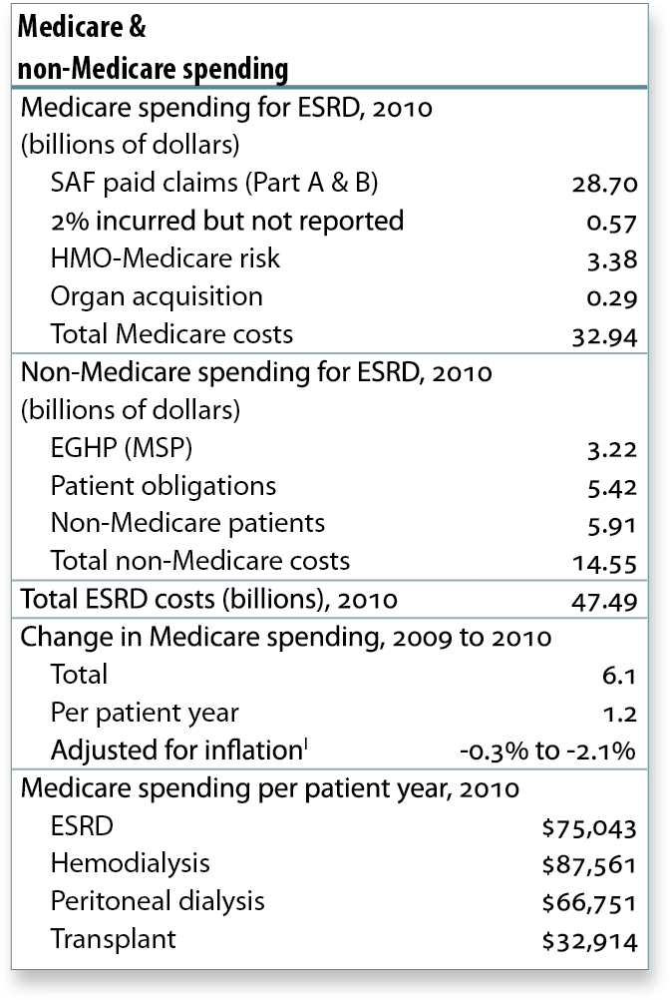 Medicare &
non-Medicare spending
Medicare spending for ESRD, 2010
(billions of dollars)
SAF paid claims (Part A & B) 28.70
2% incurred but not reported 0.57
HMO-Medicare risk 3.38
Organ acquisition 0.29
Total Medicare costs 32.94
Non-Medicare spending for ESRD, 2010
(billions of dollars)
EGHP (MSP) 3.22
Patient obligations 5.42
Non-Medicare patients 5.91
Total non-Medicare costs 14.55
Total ESRD costs (billions), 2010 47.49
Change in Medicare spending, 2009 to 2010
Total 6.1
Per patient year 1.2
Adjusted for inflationˡ -0.3% to -2.1%
Medicare spending per patient year, 2010
ESRD $75,043
Hemodialysis $87,561
Peritoneal dialysis $66,751
Transplant $32,914